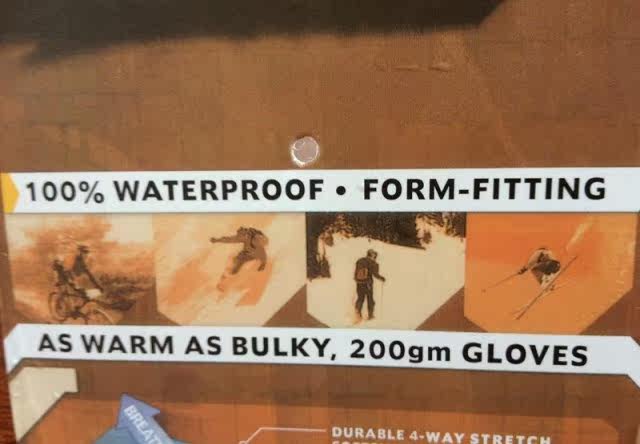 100% WATERPROOF • FORM-FITTING
AS WARM AS BULKY, 200gm GLOVES
DURABLE 4-WAY STRETCH